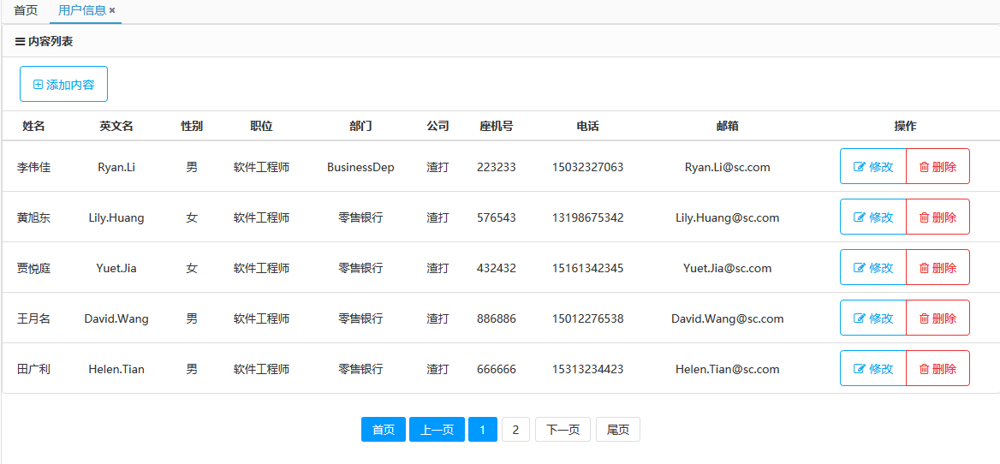 首页 用户信息 ×
内容列表
添加内容
姓名 英文名 性别 职位 部门 公司 座机号 电话 邮箱 操作
李伟佳 Ryan.Li 男 软件工程师 BusinessDep 渣打 223233 15032327063 Ryan.Li@sc.com 修改 删除
黄旭东 Lily.Huang 女 软件工程师 零售银行 渣打 576543 13198675342 Lily.Huang@sc.com 修改 删除
贾悦庭 Yuet.Jia 女 软件工程师 零售银行 渣打 432432 15161342345 Yuet.Jia@sc.com 修改 删除
王月名 David.Wang 男 软件工程师 零售银行 渣打 886886 15012276538 David.Wang@sc.com 修改 删除
田广利 Helen.Tian 男 软件工程师 零售银行 渣打 666666 15313234423 Helen.Tian@sc.com 修改 删除
首页 上一页 1 2 下一页 尾页